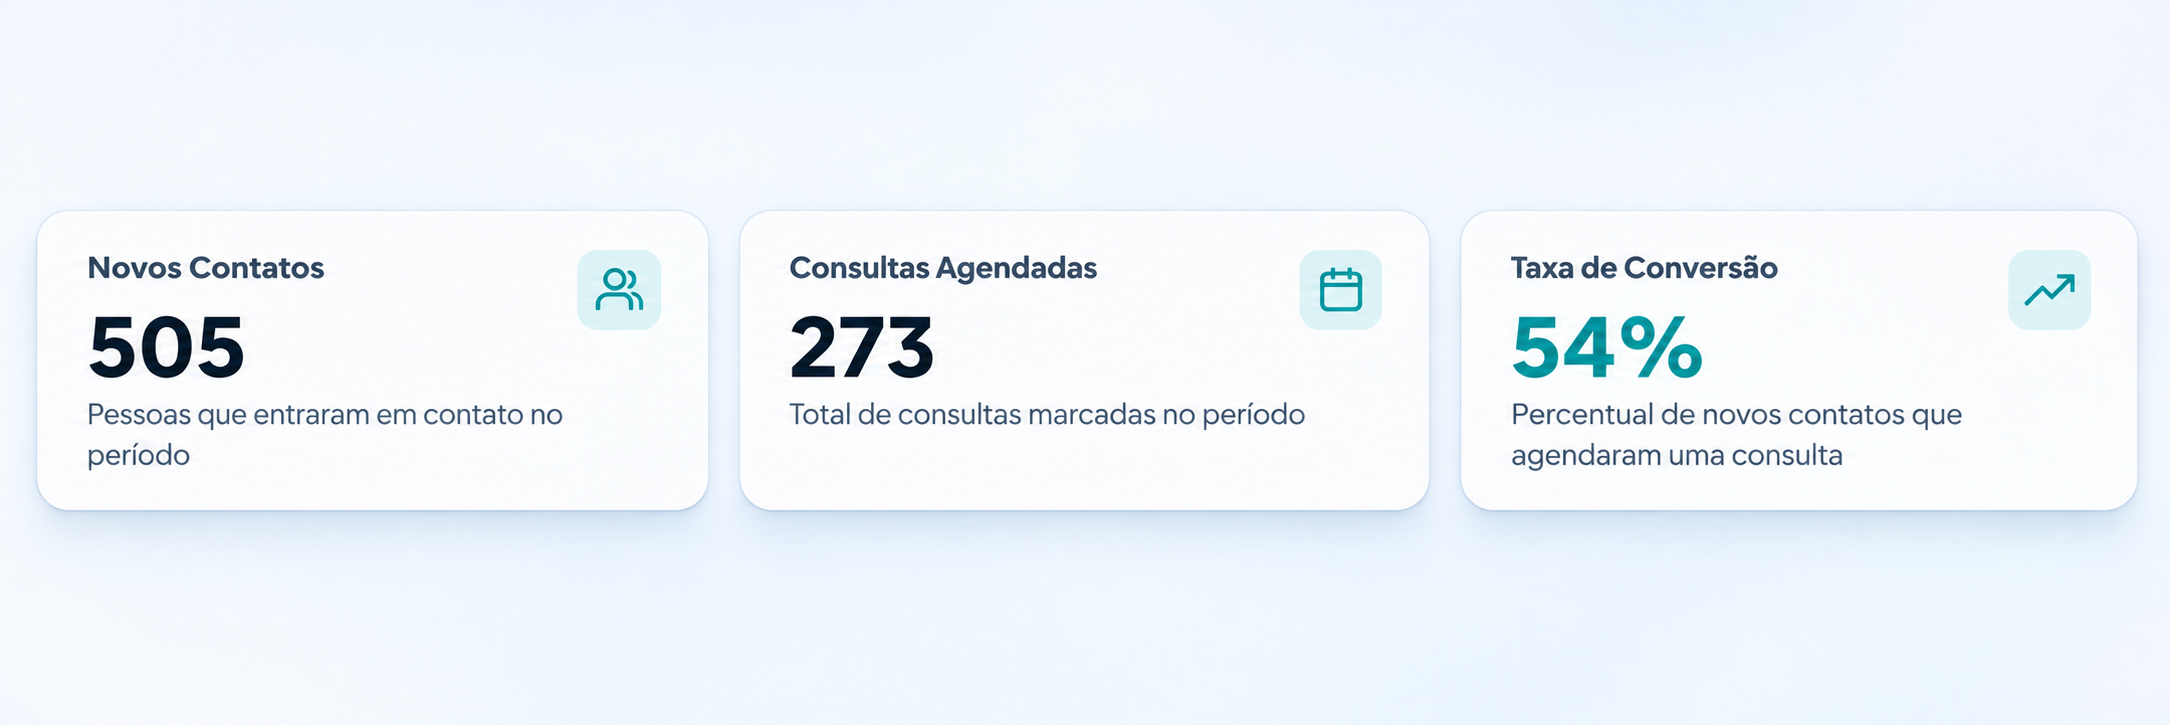 Novos Contatos
505
Pessoas que entraram em contato no
período
Consultas Agendadas
273
Total de consultas marcadas no período
Taxa de Conversão
54%
Percentual de novos contatos que
agendaram uma consulta